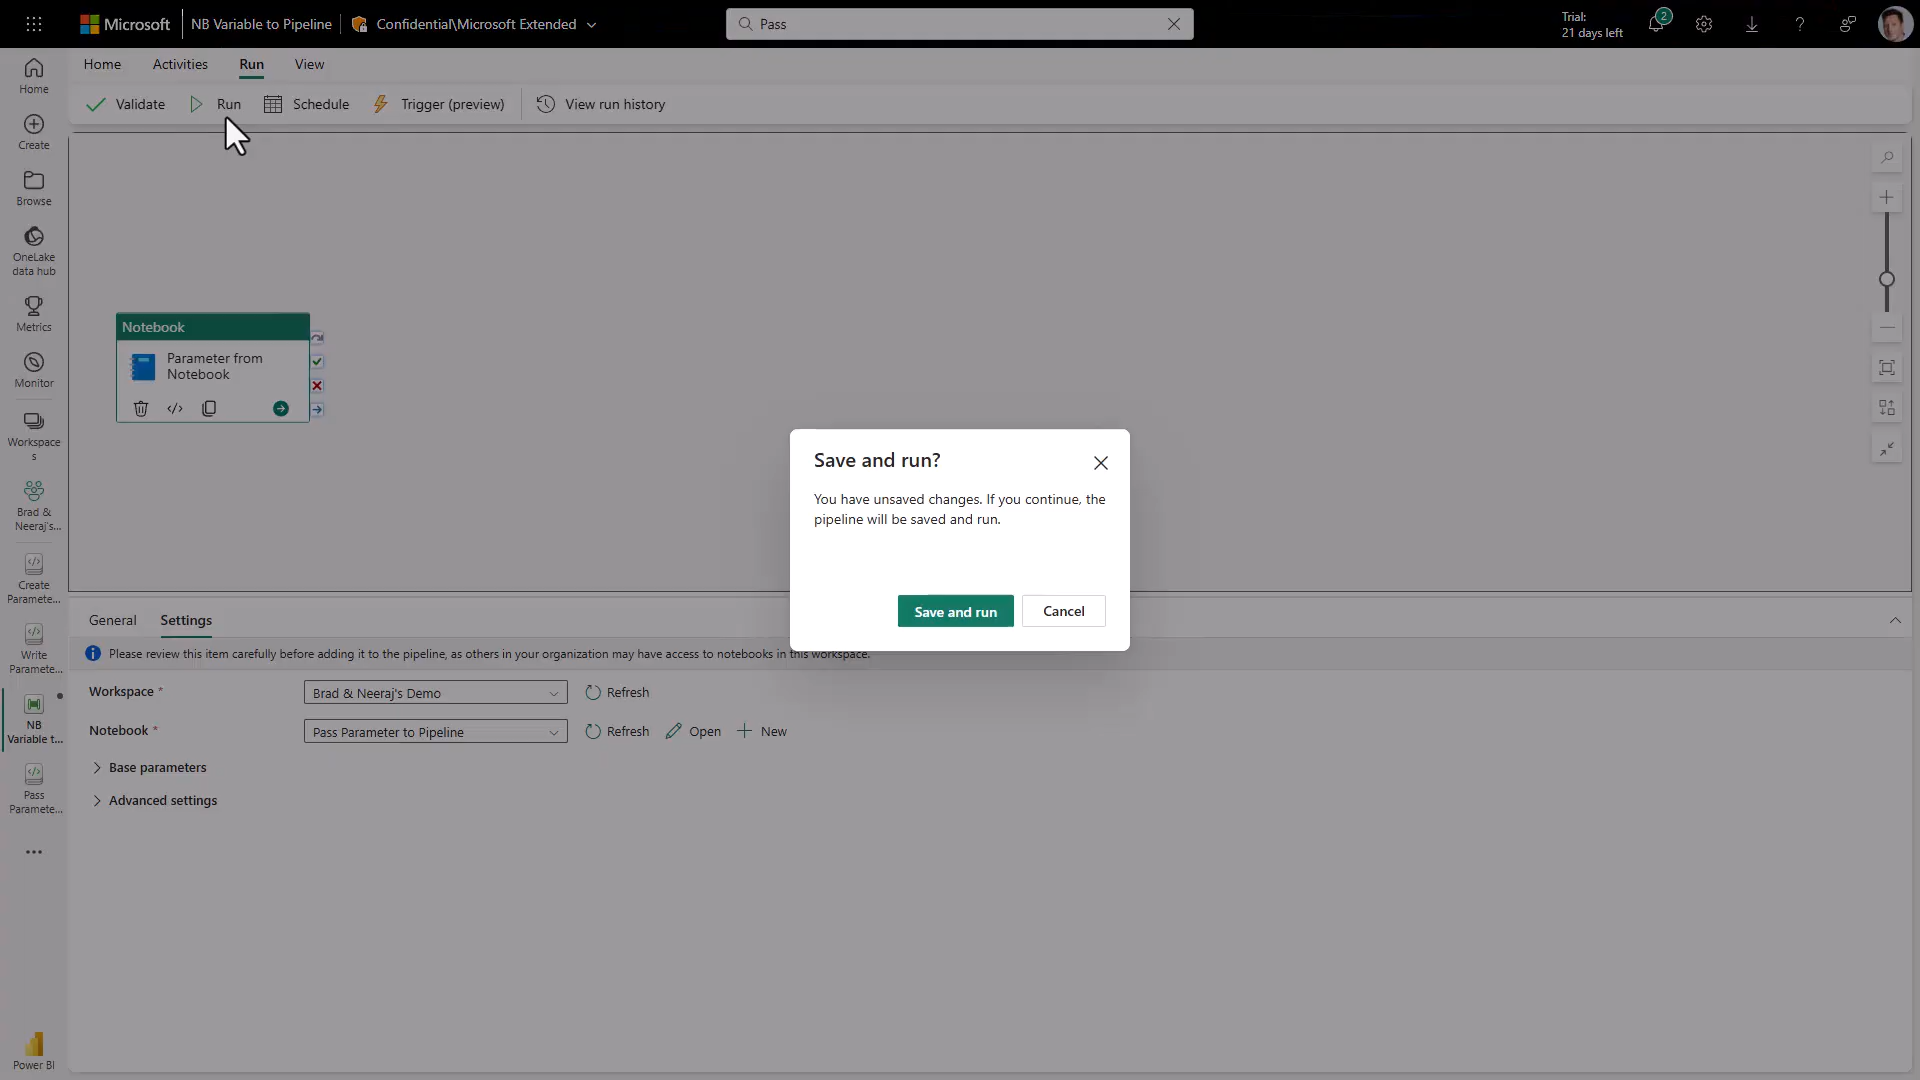 Microsoft
NB Variable to Pipeline
Confidential\Microsoft Extended
Pass
Trial:
21 days left
2
Home
Activities
Run
View
Validate
Run
Schedule
Trigger (preview)
View run history
Home
Create
Browse
OneLake
data hub
Metrics
Monitor
Workspace
s
Brad &
Neeraj's...
Create
Paramete...
Write
Paramete...
NB
Variable t...
Pass
Paramete...
Power BI
Notebook
Parameter from
Notebook
Save and run?
You have unsaved changes. If you continue, the
pipeline will be saved and run.
Save and run
Cancel
General
Settings
Please review this item carefully before adding it to the pipeline, as others in your organization may have access to notebooks in this workspace.
Workspace *
Brad & Neeraj's Demo
Refresh
Notebook *
Pass Parameter to Pipeline
Refresh
Open
New
Base parameters
Advanced settings